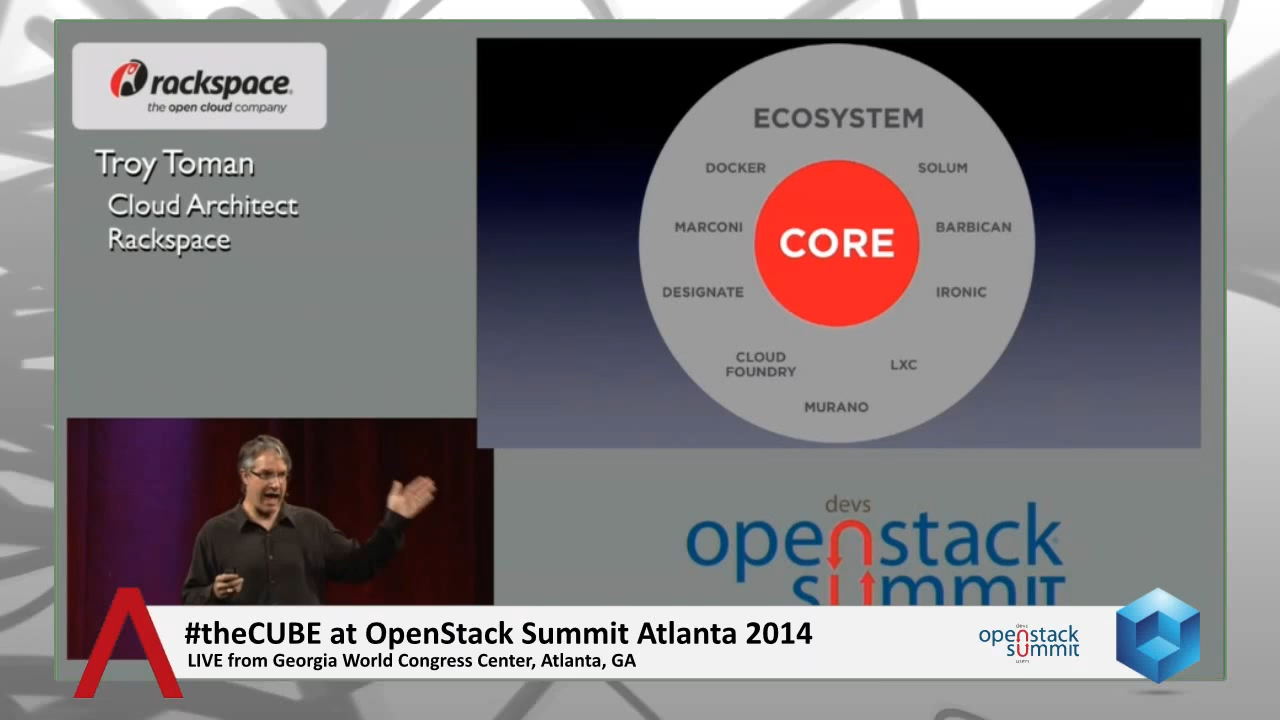 rackspace
the open cloud company
Troy Toman
Cloud Architect
Rackspace
ECOSYSTEM
DOCKER
SOLUM
MARCONI
CORE
BARBICAN
DESIGNATE
IRONIC
CLOUD
FOUNDRY
LXC
MURANO
devs
openstack
summit
#theCUBE at OpenStack Summit Atlanta 2014
LIVE from Georgia World Congress Center, Atlanta, GA
devs
openstack
summit